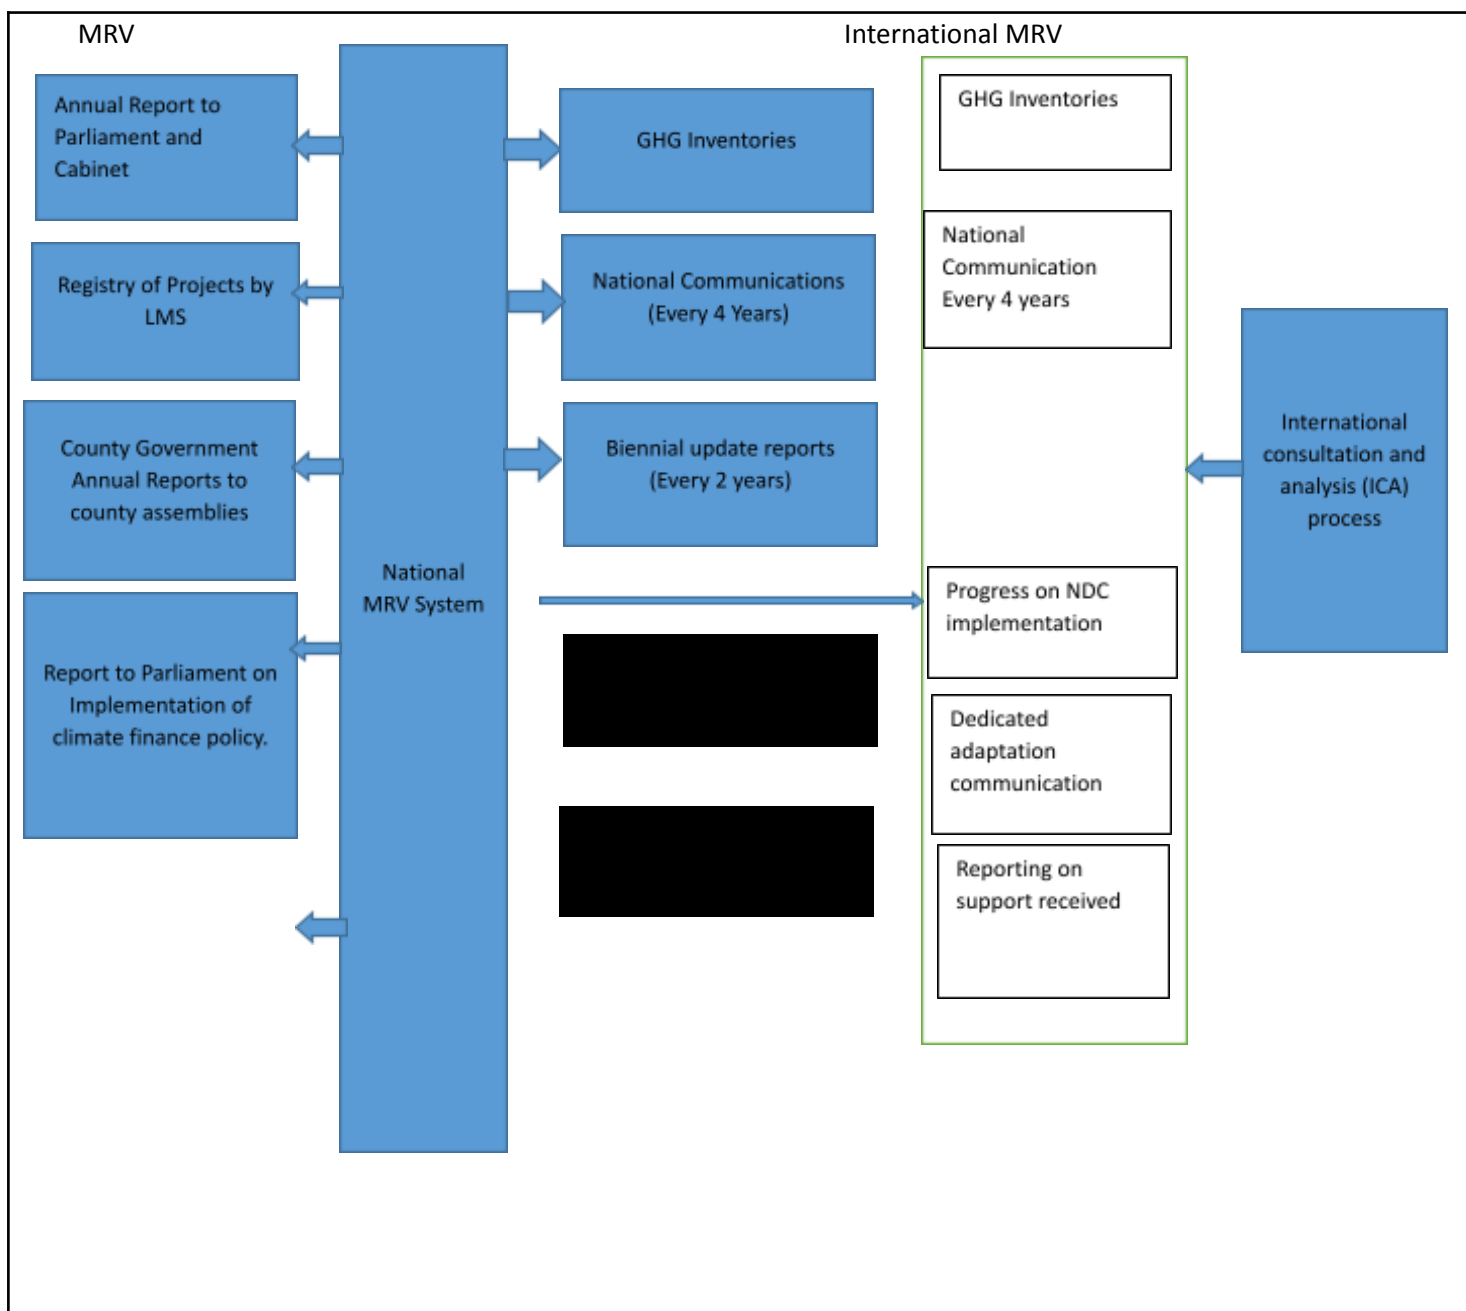 MRV
International MRV
Annual Report to
Parliament and
Cabinet
Registry of Projects by
LMS
County Government
Annual Reports to
county assemblies
Report to Parliament on
Implementation of
climate finance policy.
National
MRV System
GHG Inventories
National Communications
(Every 4 Years)
Biennial update reports
(Every 2 years)
GHG Inventories
National
Communication
Every 4 years
Progress on NDC
implementation
Dedicated
adaptation
communication
Reporting on
support received
International
consultation and
analysis (ICA)
process